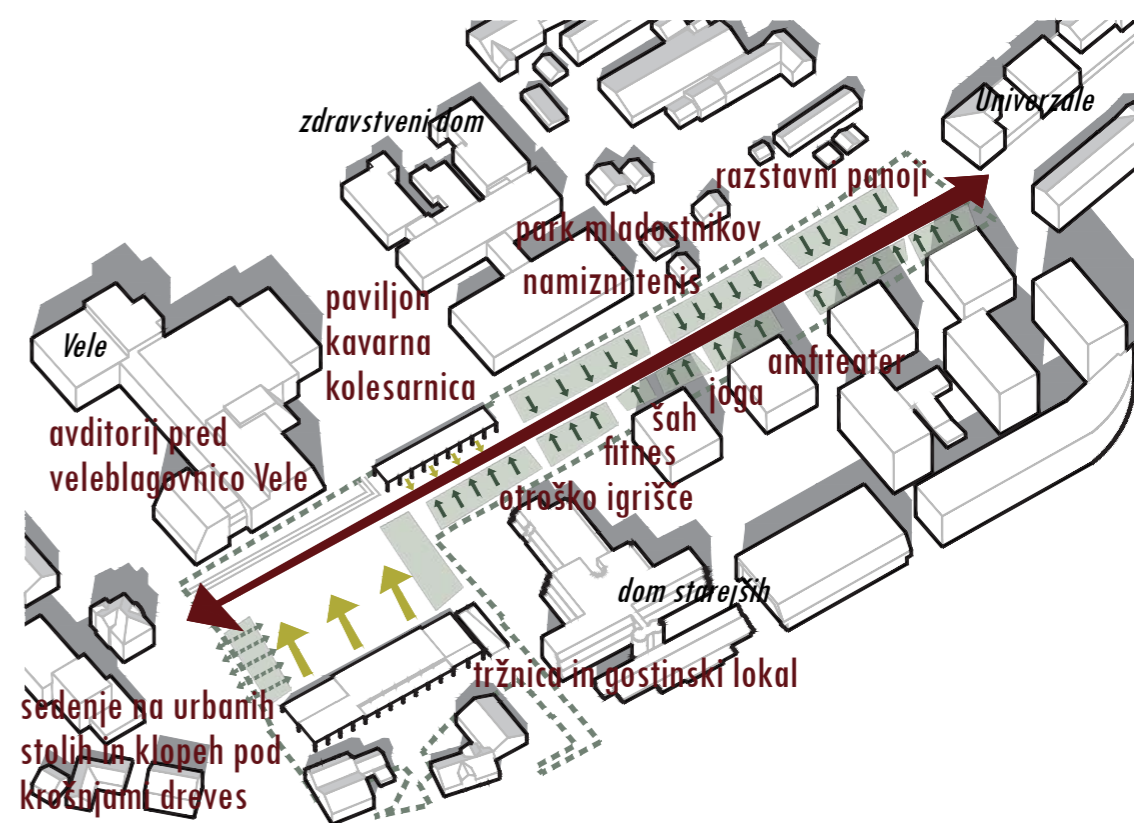 zdravstveni dom
Univerzale
razstavni panoji
park mladostnikov
namizni tenis
paviljon
kavarna
kolesarnica
Vele
amfiteater
joga
šah
avditorij pred
veleblagovnico Vele
fitnes
otroško igrišče
dom starejših
tržnica in gostinski lokal
sedenje na urbanih
stolih in klopeh pod
krošnjami dreves